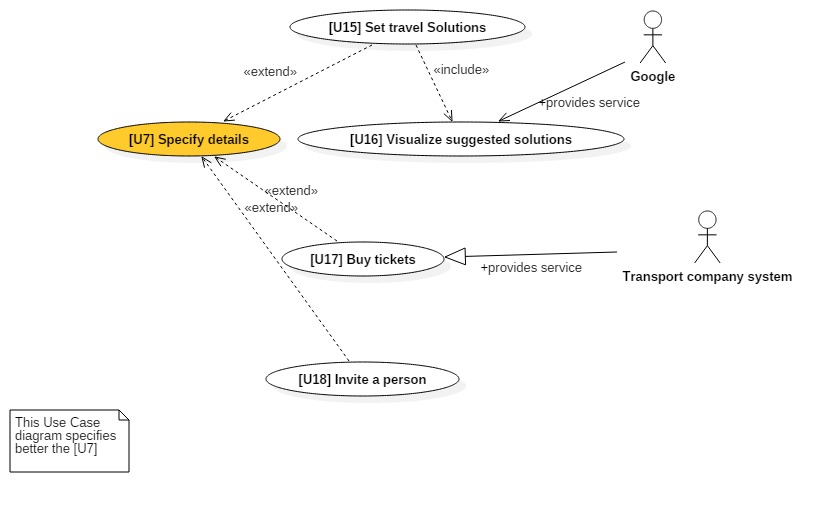 [U15] Set travel Solutions
«extend»
«include»
Google
+provides service
[U7] Specify details
[U16] Visualize suggested solutions
«extend»
«extend»
[U17] Buy tickets
+provides service
Transport company system
[U18] Invite a person
This Use Case
diagram specifies
better the [U7]